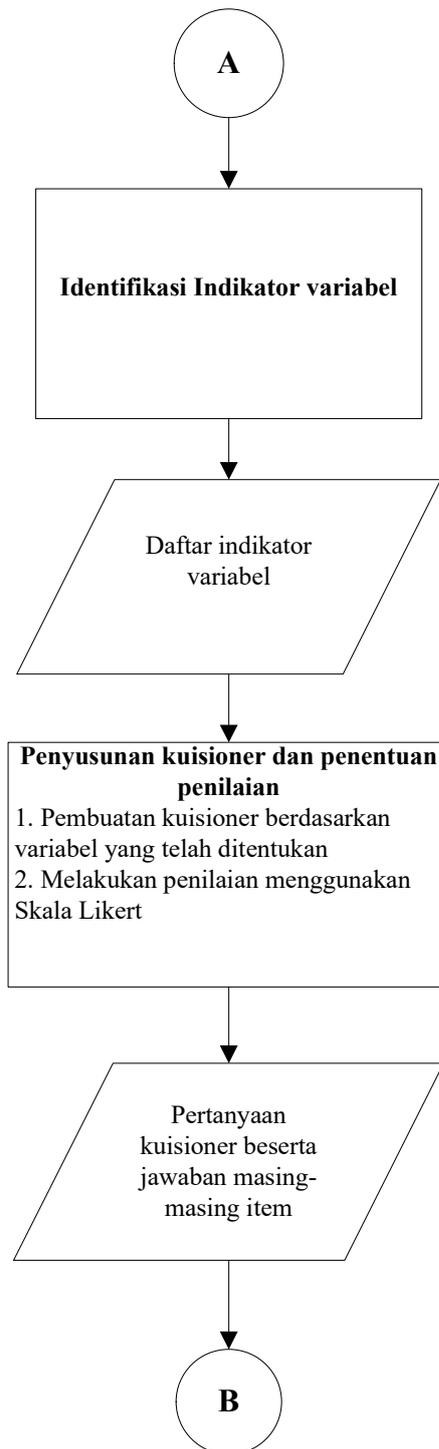 A
Identifikasi Indikator variabel
Daftar indikator
variabel
Penyusunan kuisioner dan penentuan
penilaian
1. Pembuatan kuisioner berdasarkan
variabel yang telah ditentukan
2. Melakukan penilaian menggunakan
Skala Likert
Pertanyaan
kuisioner beserta
jawaban masing-
masing item
B